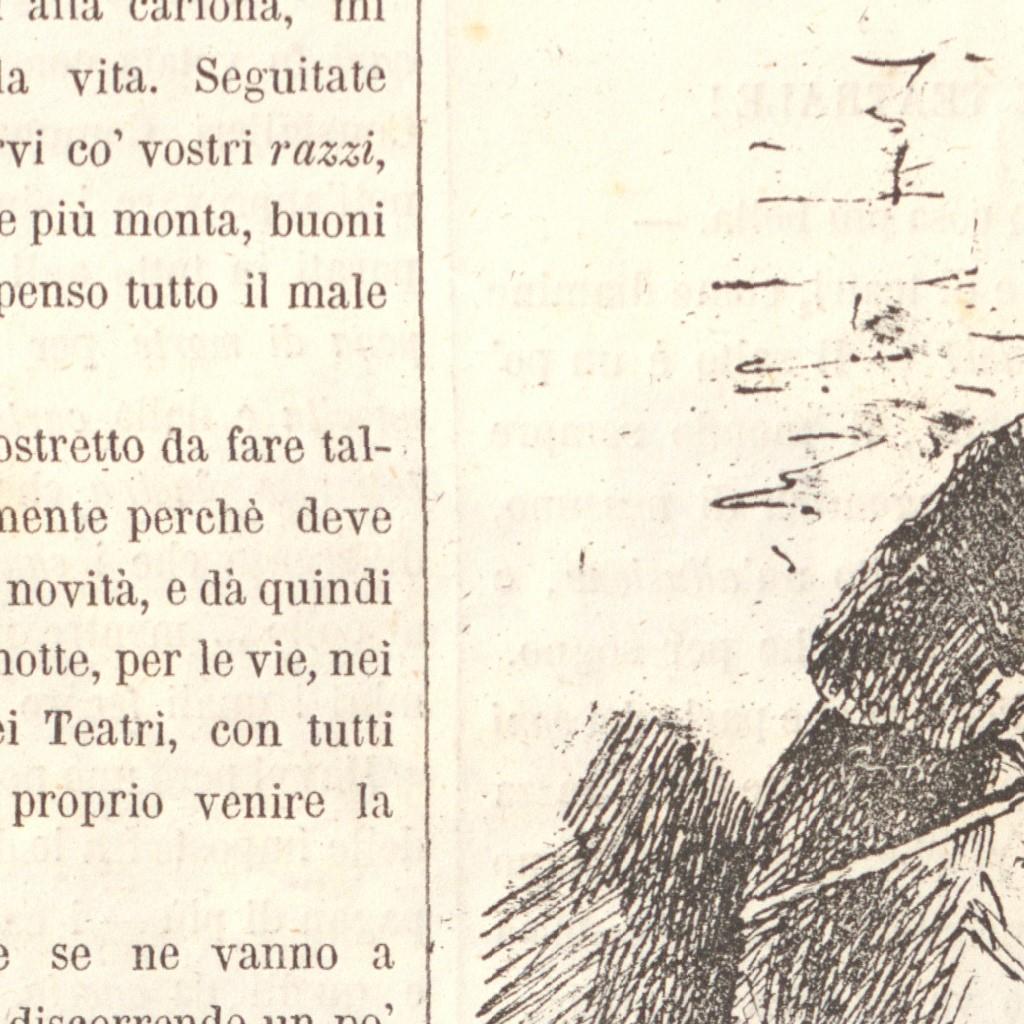 alla carlona, mi
la vita. Seguitate
rvi co' vostri razzi,
e più monta, buoni
penso tutto il male
ostretto da fare tal-
mente perchè deve
novità, e dà quindi
notte, per le vie, nei
ei Teatri, con tutti
proprio venire la
e se ne vanno a
discorrendo un po'